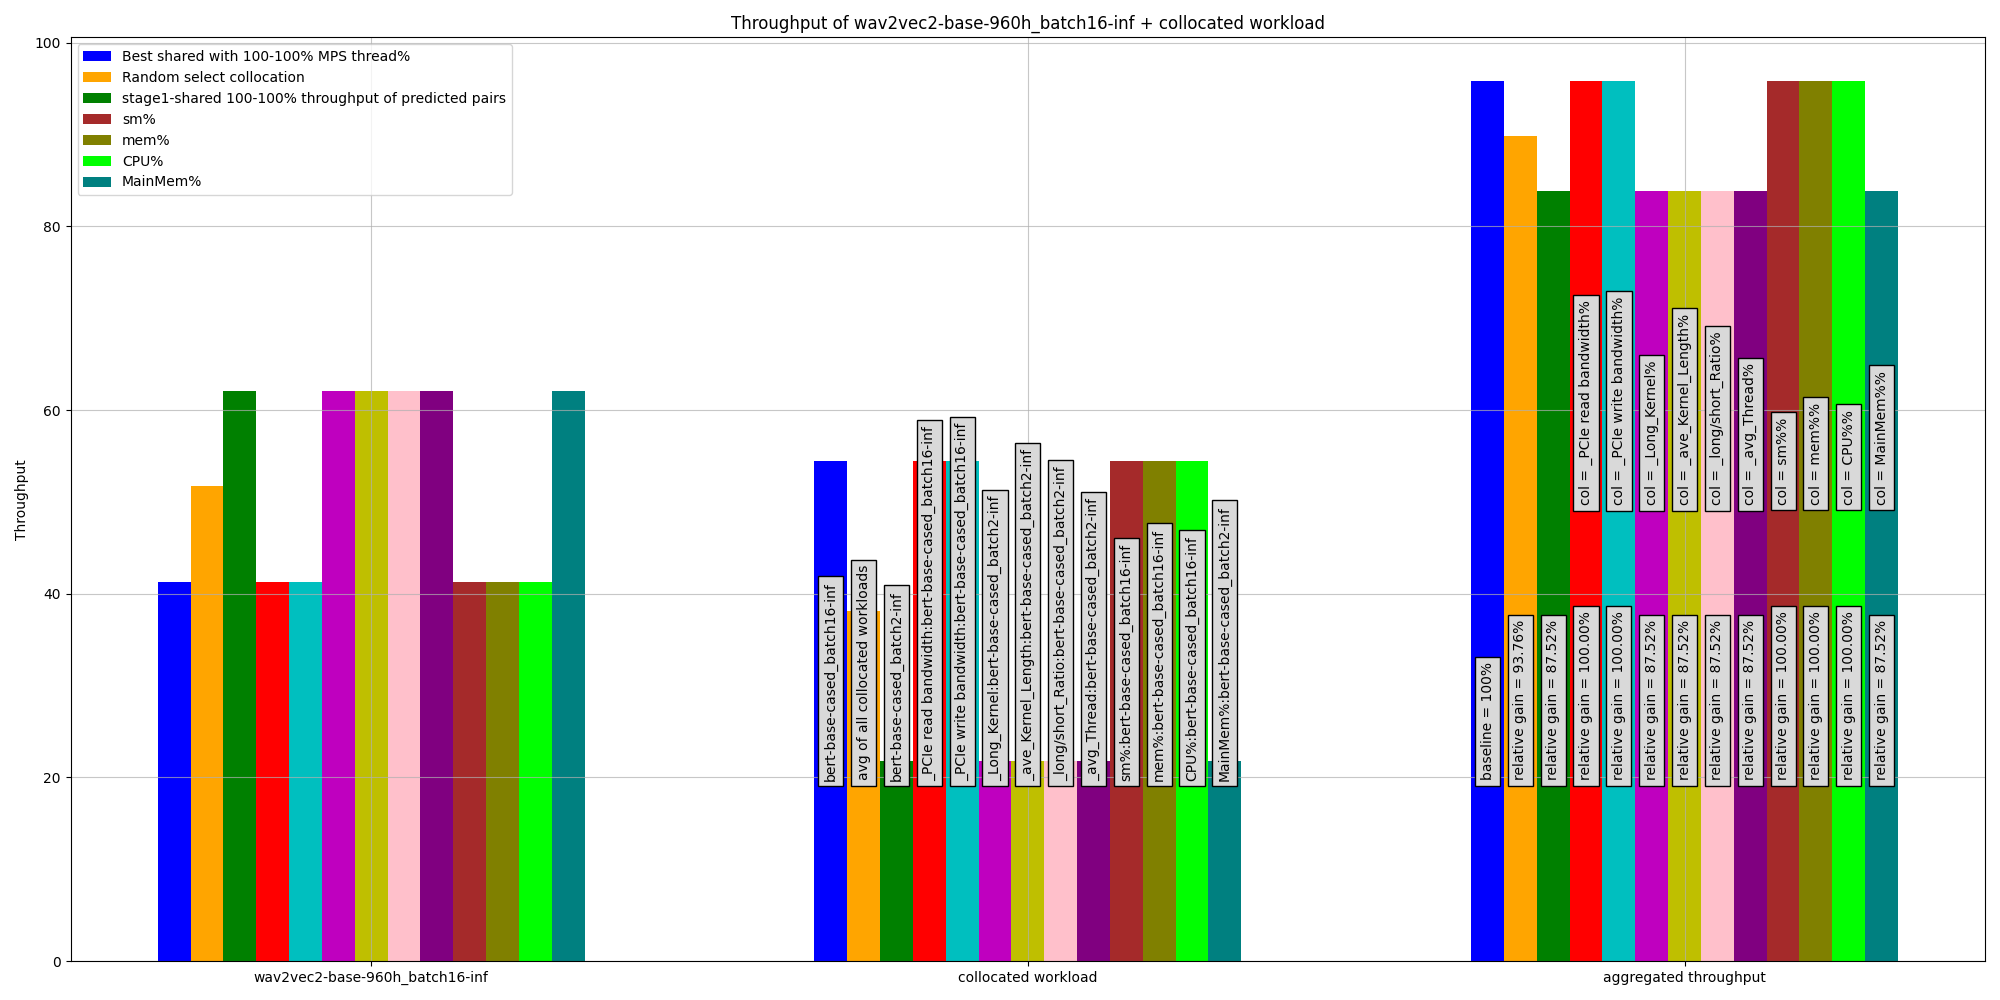 Throughput of wav2vec2-base-960h_batch16-inf + collocated workload
Throughput
100
80
60
40
20
0
Best shared with 100-100% MPS thread%
Random select collocation
stage1-shared 100-100% throughput of predicted pairs
sm%
mem%
CPU%
MainMem%
bert-base-cased_batch16-inf
avg of all collocated workloads
bert-base-cased_batch2-inf
_PCIe read bandwidth:bert-base-cased_batch16-inf
_PCIe write bandwidth:bert-base-cased_batch16-inf
_Long_Kernel:bert-base-cased_batch2-inf
_ave_Kernel_Length:bert-base-cased_batch2-inf
_long/short_Ratio:bert-base-cased_batch2-inf
_avg_Thread:bert-base-cased_batch2-inf
sm%:bert-base-cased_batch16-inf
mem%:bert-base-cased_batch16-inf
CPU%:bert-base-cased_batch16-inf
MainMem%:bert-base-cased_batch2-inf
col = _PCIe read bandwidth%
col = _PCIe write bandwidth%
col = _Long_Kernel%
col = _ave_Kernel_Length%
col = _long/short_Ratio%
col = _avg_Thread%
col = sm%%
col = mem%%
col = CPU%%
col = MainMem%%
baseline = 100%
relative gain = 93.76%
relative gain = 87.52%
relative gain = 100.00%
relative gain = 100.00%
relative gain = 87.52%
relative gain = 87.52%
relative gain = 87.52%
relative gain = 87.52%
relative gain = 100.00%
relative gain = 100.00%
relative gain = 100.00%
relative gain = 87.52%
wav2vec2-base-960h_batch16-inf
collocated workload
aggregated throughput